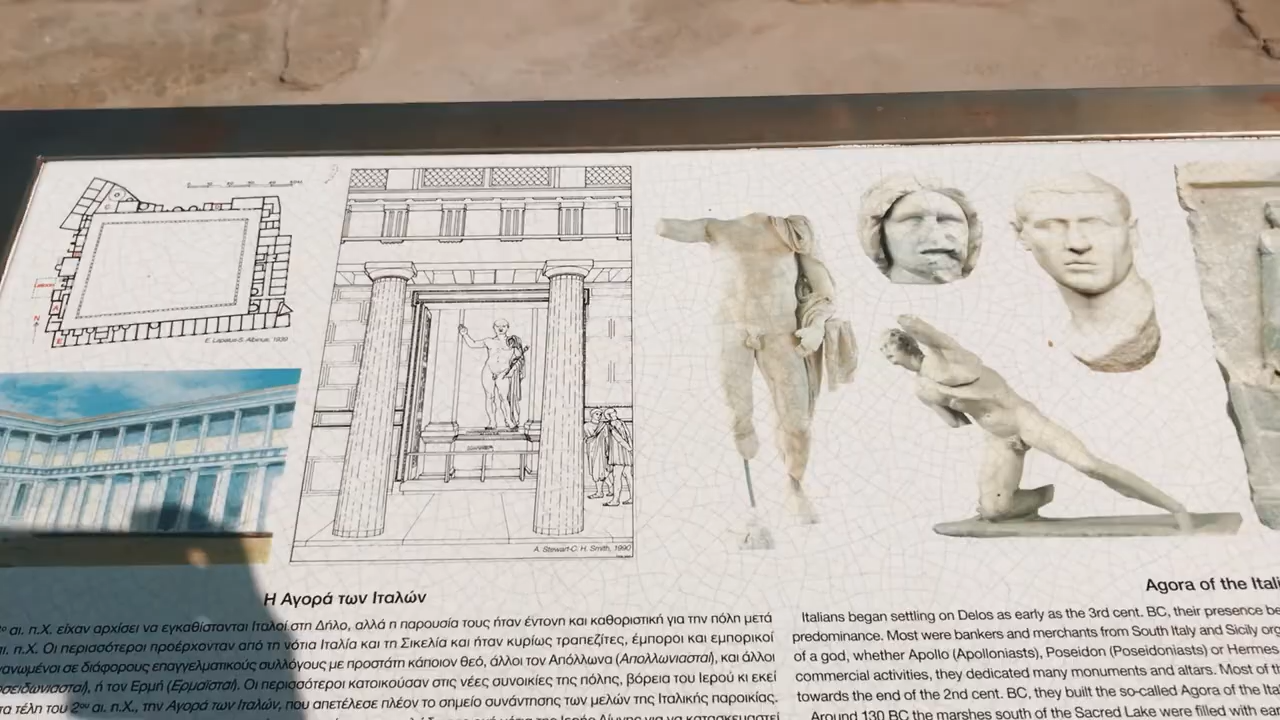 E. Lapalus-S. Albinus, 1939
N
A. Stewart-C. H. Smith, 1990
Η Αγορά των Ιταλών
αι. π.Χ. είχαν αρχίσει να εγκαθίστανται Ιταλοί στη Δήλο, αλλά η παρουσία τους ήταν έντονη και καθοριστική για την πόλη μετά
αι. π.Χ. Οι περισσότεροι προέρχονταν από τη νότια Ιταλία και τη Σικελία και ήταν κυρίως τραπεζίτες, έμποροι και εμπορικοί
γανωμένοι σε διάφορους επαγγελματικούς συλλόγους με προστάτη κάποιον θεό, άλλοι τον Απόλλωνα (Απολλωνιασταί), και άλλοι
σειδωνιασταί), ή τον Ερμή (Ερμαϊσταί). Οι περισσότεροι κατοικούσαν στις νέες συνοικίες της πόλης, βόρεια του Ιερού κι εκεί
τα τέλη του 2ου αι. π.Χ., την Αγορά των Ιταλών, που απετέλεσε πλέον το σημείο συνάντησης των μελών της Ιταλικής παροικίας.
Agora of the Itali
Italians began settling on Delos as early as the 3rd cent. BC, their presence be
predominance. Most were bankers and merchants from South Italy and Sicily org
of a god, whether Apollo (Apolloniasts), Poseidon (Poseidoniasts) or Hermes
commercial activities, they dedicated many monuments and altars. Most of th
towards the end of the 2nd cent. BC, they built the so-called Agora of the Ita
Around 130 BC the marshes south of the Sacred Lake were filled with ear